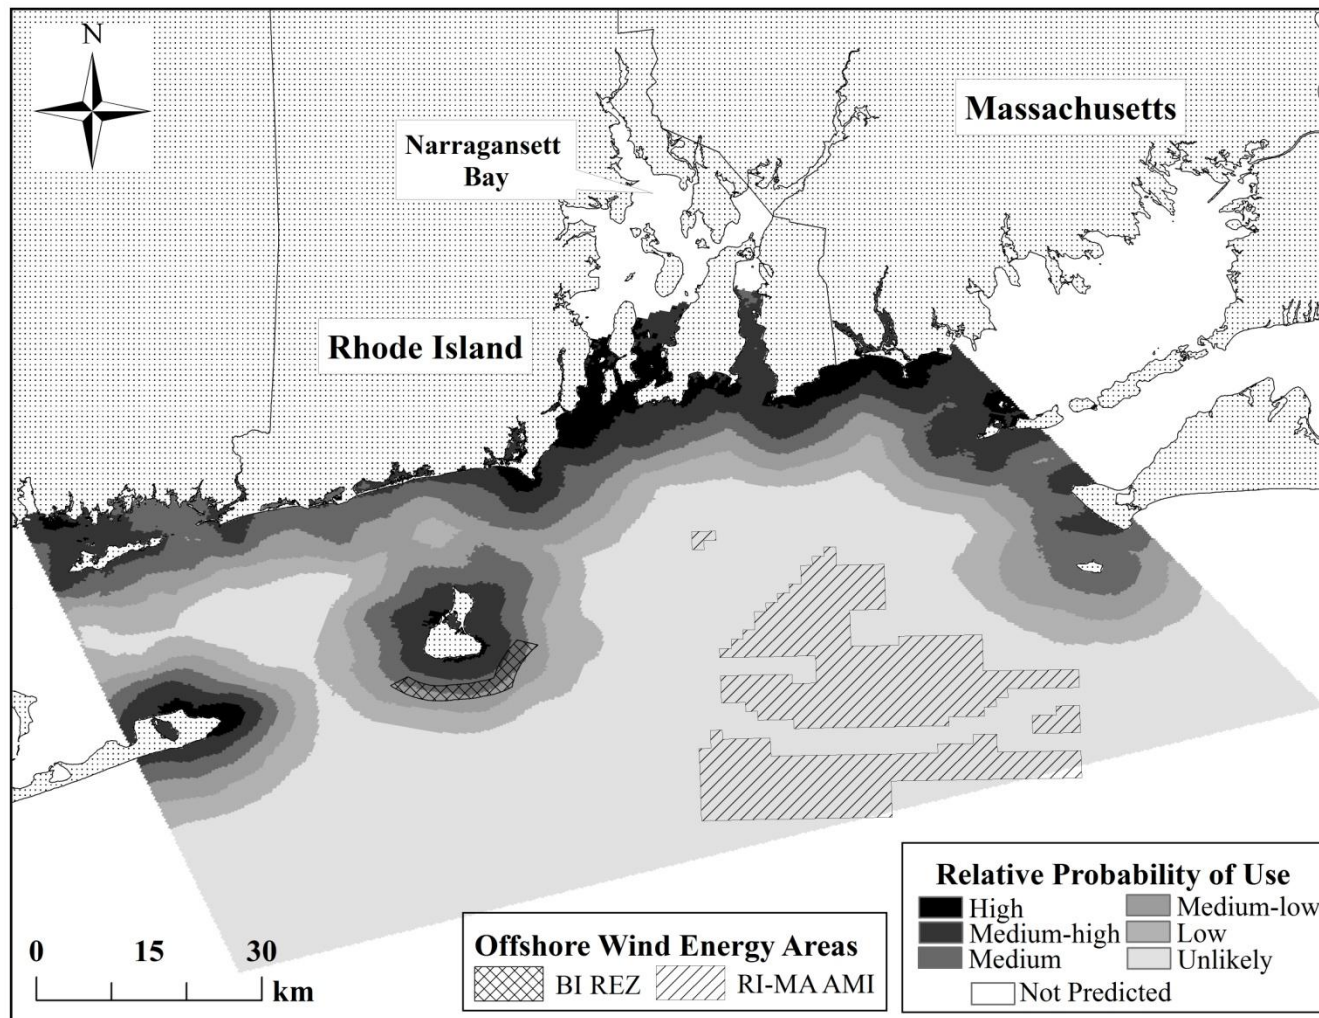 N
Massachusetts
Narragansett
Bay
Rhode Island
0 15 30
km
Offshore Wind Energy Areas
BI REZ RI-MA AMI
Relative Probability of Use
High Medium-low
Medium-high Low
Medium Unlikely
Not Predicted